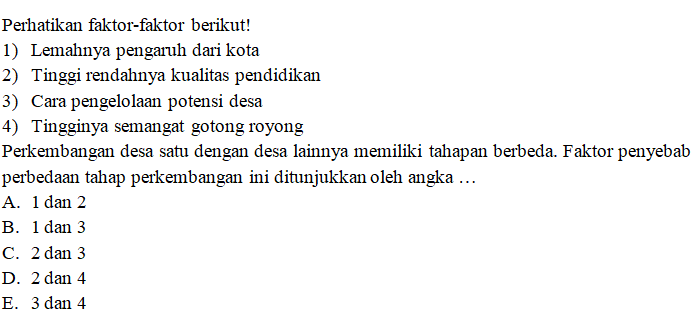 Perhatikan faktor-faktor berikut!
1) Lemahnya pengaruh dari kota
2) Tinggi rendahnya kualitas pendidikan
3) Cara pengelolaan potensi desa
4) Tingginya semangat gotong royong
Perkembangan desa satu dengan desa lainnya memiliki tahapan berbeda. Faktor penyebab
perbedaan tahap perkembangan ini ditunjukkan oleh angka …
A. 1 dan 2
B. 1 dan 3
C. 2 dan 3
D. 2 dan 4
E. 3 dan 4